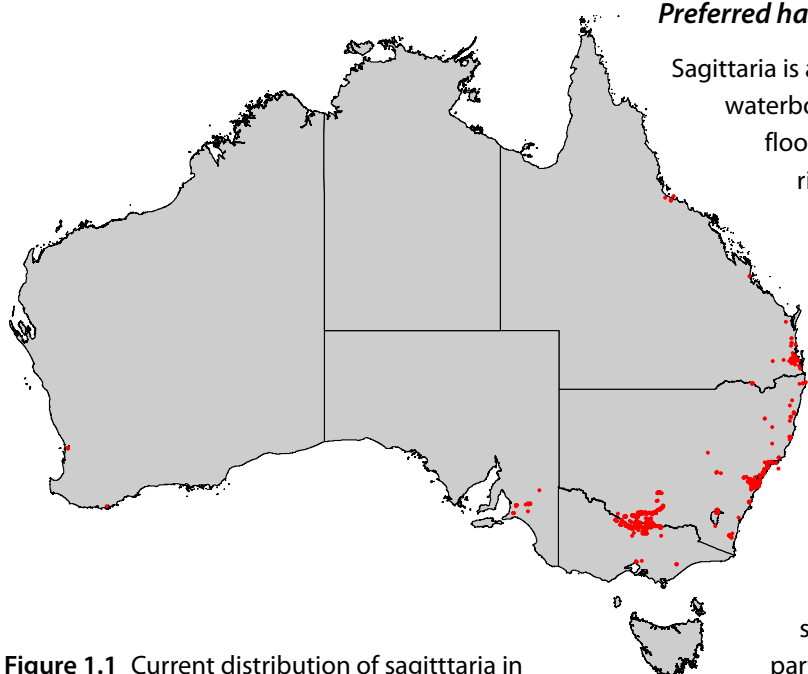 Preferred ha
Sagittaria is a
waterbo
floo
ri
s
par
Figure 1.1 Current distribution of sagitttaria in